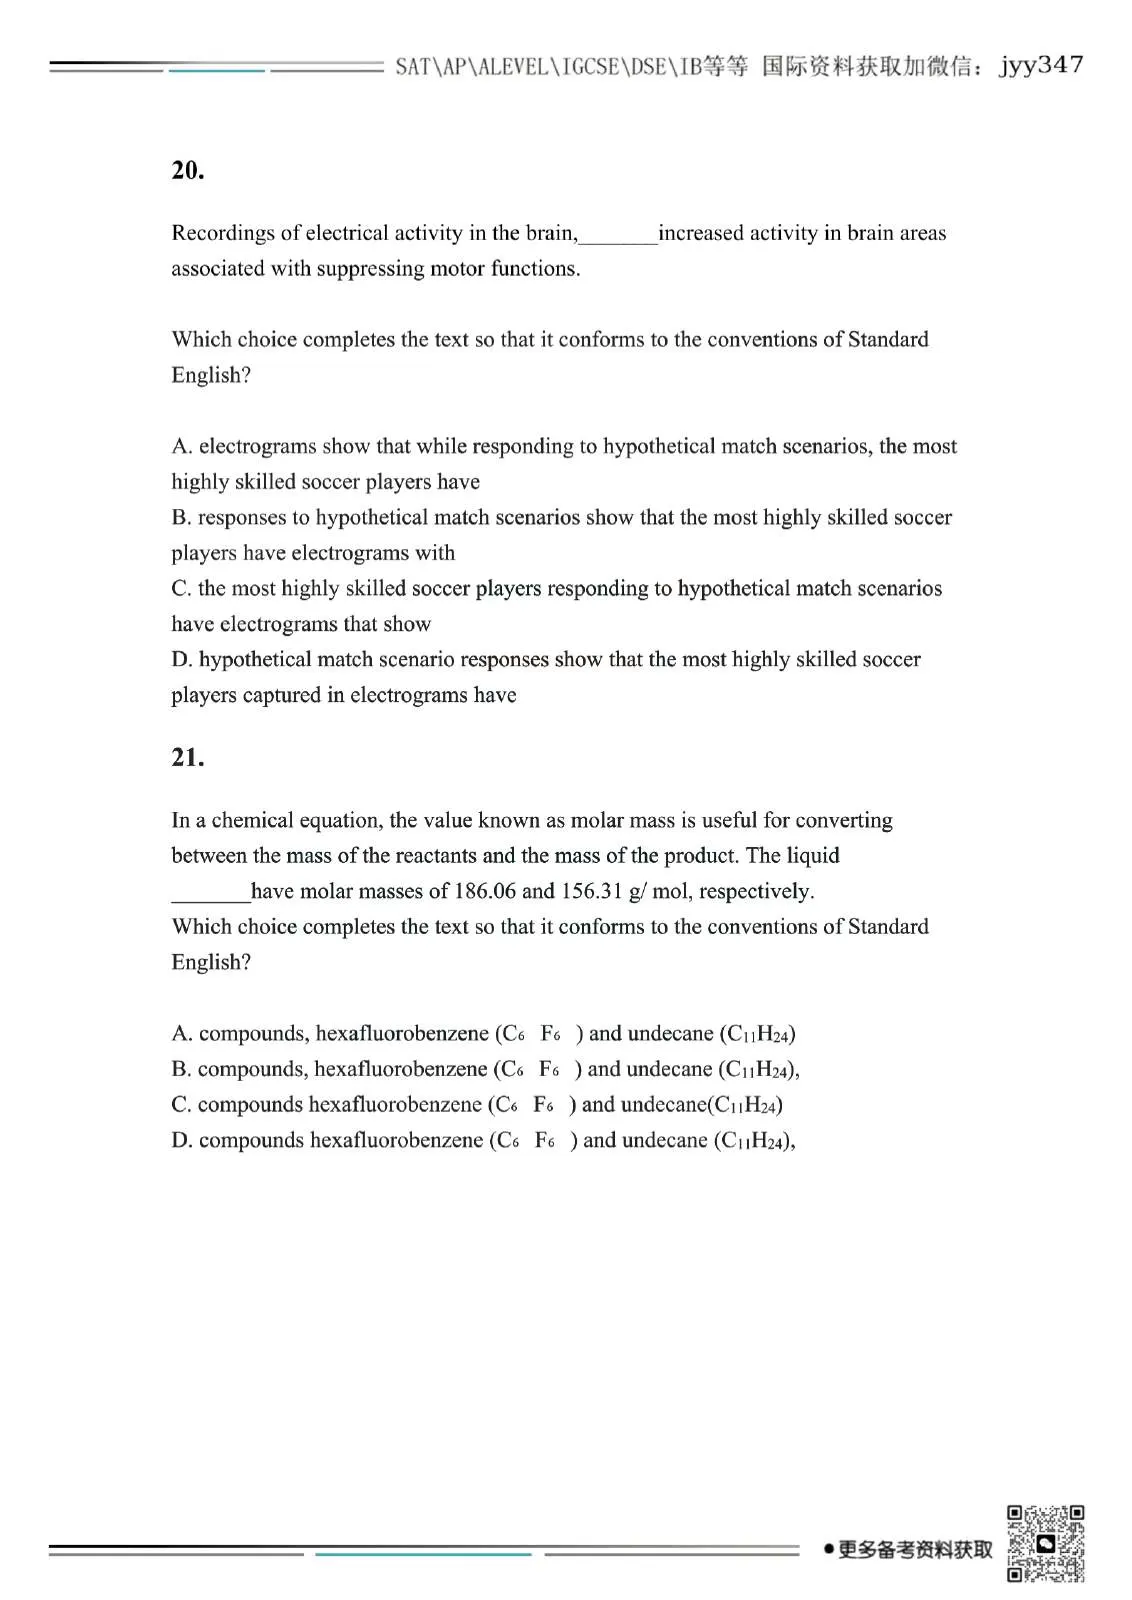 SAT\AP\ALEVEL\IGCSE\DSE\IB等等 国际资料获取加微信: jyy347
20.
Recordings of electrical activity in the brain,_______increased activity in brain areas
associated with suppressing motor functions.
Which choice completes the text so that it conforms to the conventions of Standard
English?
A. electrograms show that while responding to hypothetical match scenarios, the most
highly skilled soccer players have
B. responses to hypothetical match scenarios show that the most highly skilled soccer
players have electrograms with
C. the most highly skilled soccer players responding to hypothetical match scenarios
have electrograms that show
D. hypothetical match scenario responses show that the most highly skilled soccer
players captured in electrograms have
21.
In a chemical equation, the value known as molar mass is useful for converting
between the mass of the reactants and the mass of the product. The liquid
_______have molar masses of 186.06 and 156.31 g/ mol, respectively.
Which choice completes the text so that it conforms to the conventions of Standard
English?
A. compounds, hexafluorobenzene (C₆ F₆ ) and undecane (C₁₁H₂₄)
B. compounds, hexafluorobenzene (C₆ F₆ ) and undecane (C₁₁H₂₄),
C. compounds hexafluorobenzene (C₆ F₆ ) and undecane(C₁₁H₂₄)
D. compounds hexafluorobenzene (C₆ F₆ ) and undecane (C₁₁H₂₄),
●更多备考资料获取